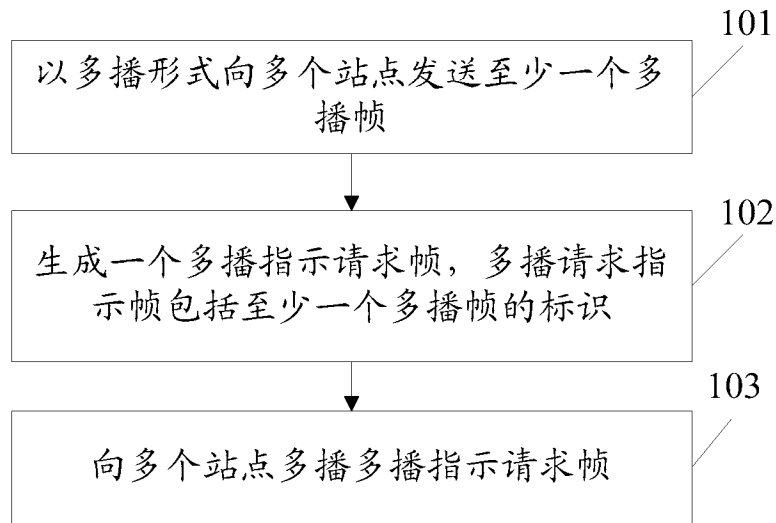 101
以多播形式向多个站点发送至少一个多
播帧
102
生成一个多播指示请求帧，多播请求指
示帧包括至少一个多播帧的标识
103
向多个站点多播多播指示请求帧